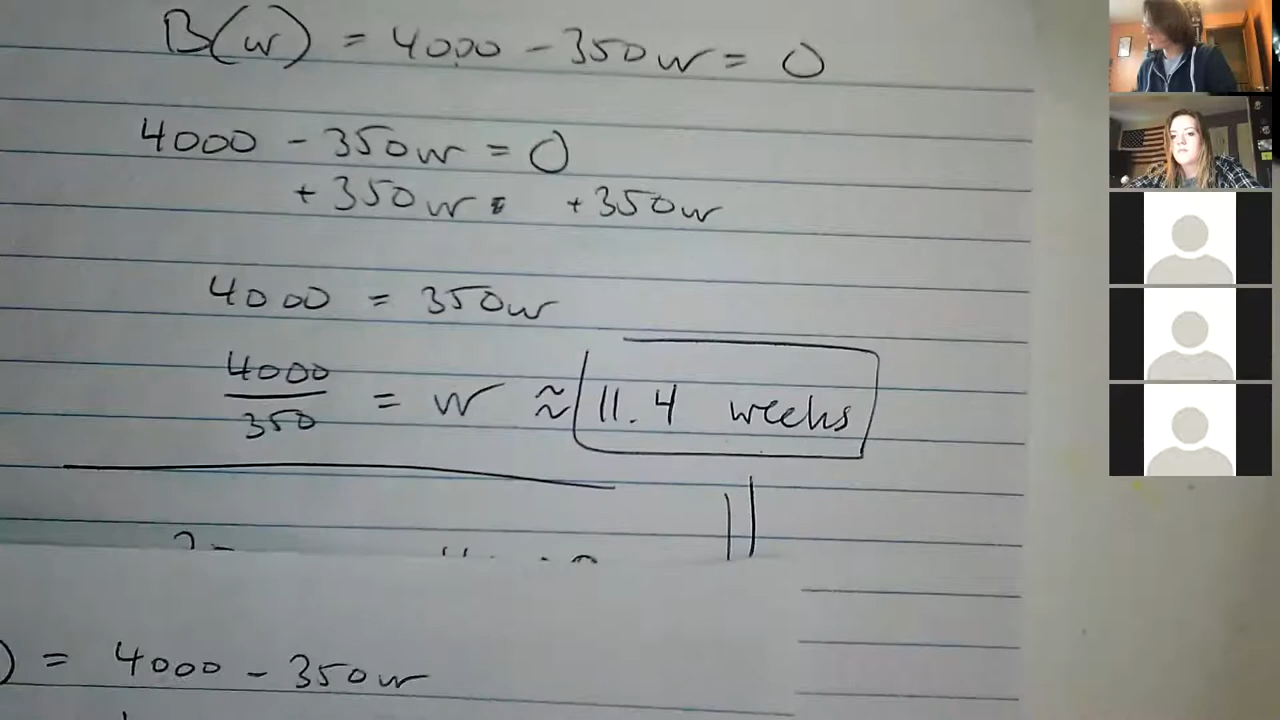 B(w) = 4000 - 350w = 0
4000 - 350w = 0
+350w = +350w
4000 = 350w
4000/350 = w ≈ 11.4 weeks
) = 4000 - 350w